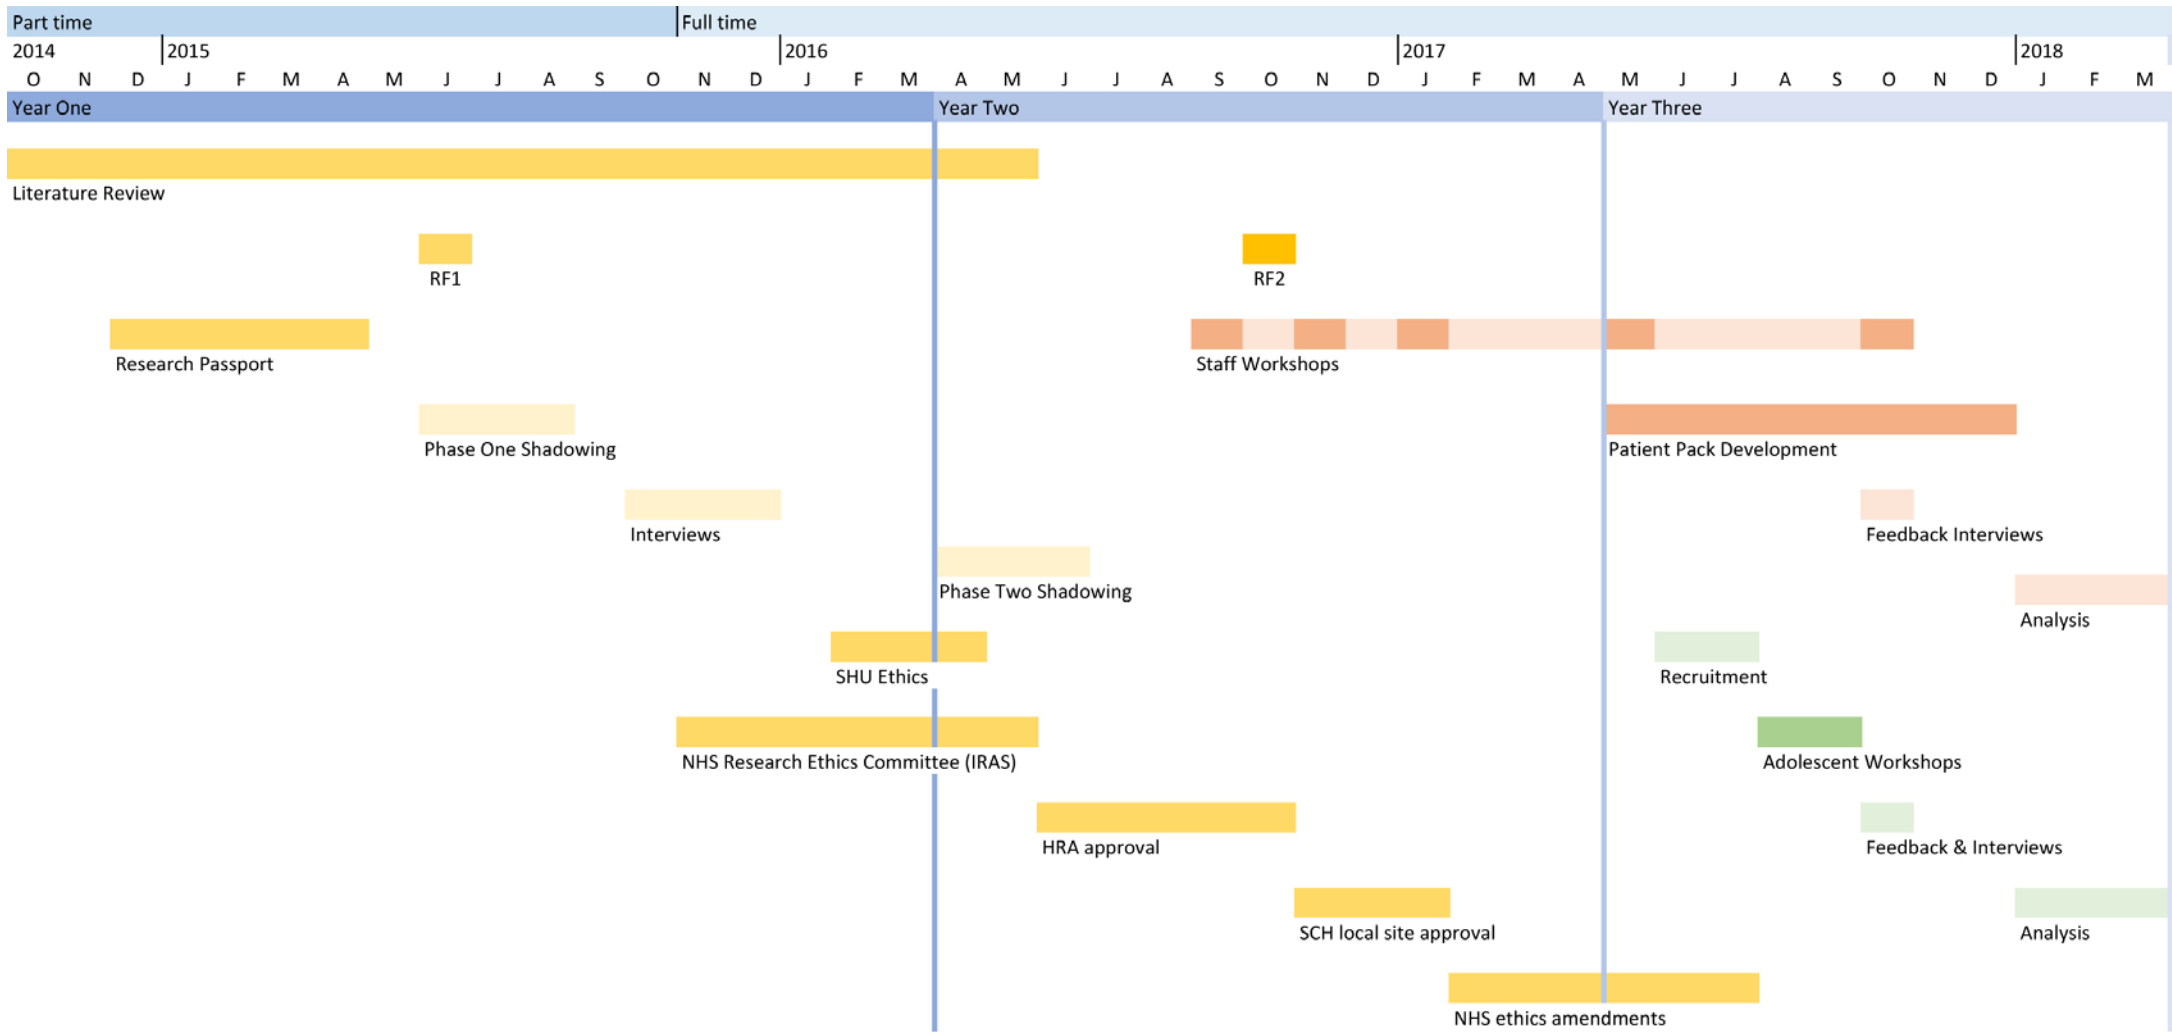 Part time Full time
2014 2015 2016 2017 2018
O N D J F M A M J J A S O N D J F M A M J J A S O N D J F M A M J J A S O N D J F M
Year One Year Two Year Three
Literature Review
RF1 RF2
Research Passport Staff Workshops
Phase One Shadowing Patient Pack Development
Interviews Feedback Interviews
Phase Two Shadowing
Analysis
SHU Ethics Recruitment
NHS Research Ethics Committee (IRAS) Adolescent Workshops
HRA approval Feedback & Interviews
SCH local site approval Analysis
NHS ethics amendments